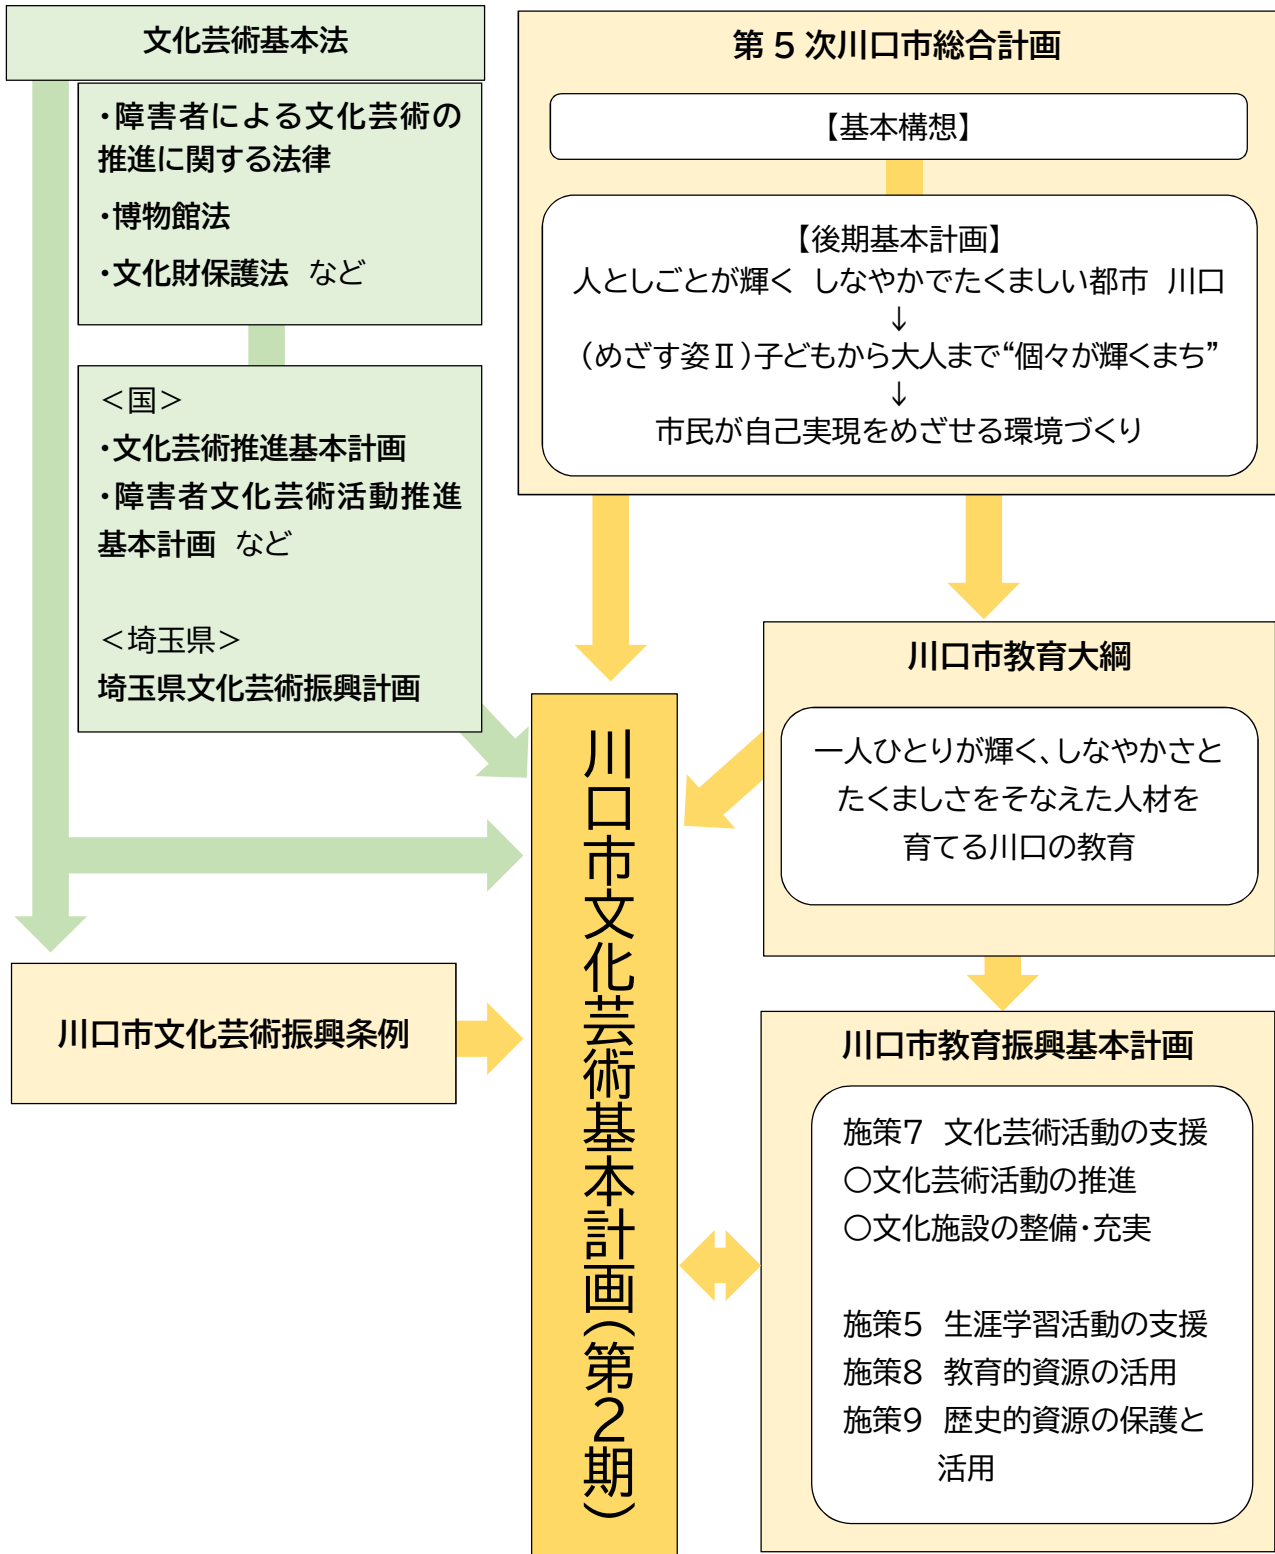 文化芸術基本法
・障害者による文化芸術の
推進に関する法律
・博物館法
・文化財保護法 など
＜国＞
・文化芸術推進基本計画
・障害者文化芸術活動推進
基本計画 など
＜埼玉県＞
埼玉県文化芸術振興計画
川口市文化芸術振興条例
第５次川口市総合計画
【基本構想】
【後期基本計画】
人としごとが輝く しなやかでたくましい都市 川口
↓
（めざす姿Ⅱ）子どもから大人まで“個々が輝くまち”
↓
市民が自己実現をめざせる環境づくり
川口市文化芸術基本計画（第２期）
川口市教育大綱
一人ひとりが輝く、しなやかさと
たくましさをそなえた人材を
育てる川口の教育
川口市教育振興基本計画
施策７ 文化芸術活動の支援
○文化芸術活動の推進
○文化施設の整備・充実
施策５ 生涯学習活動の支援
施策８ 教育的資源の活用
施策９ 歴史的資源の保護と
活用